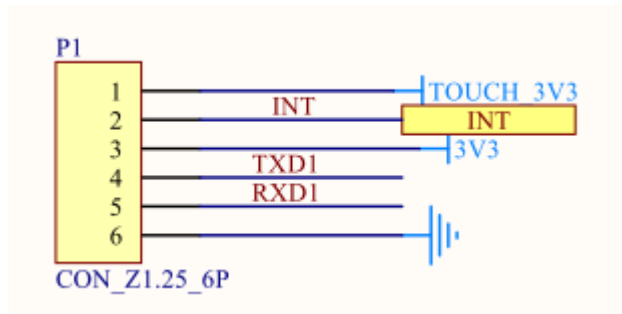 P1
1 TOUCH_3V3
INT
2 INT
3 3V3
TXD1
4
RXD1
5
6
CON_Z1.25_6P